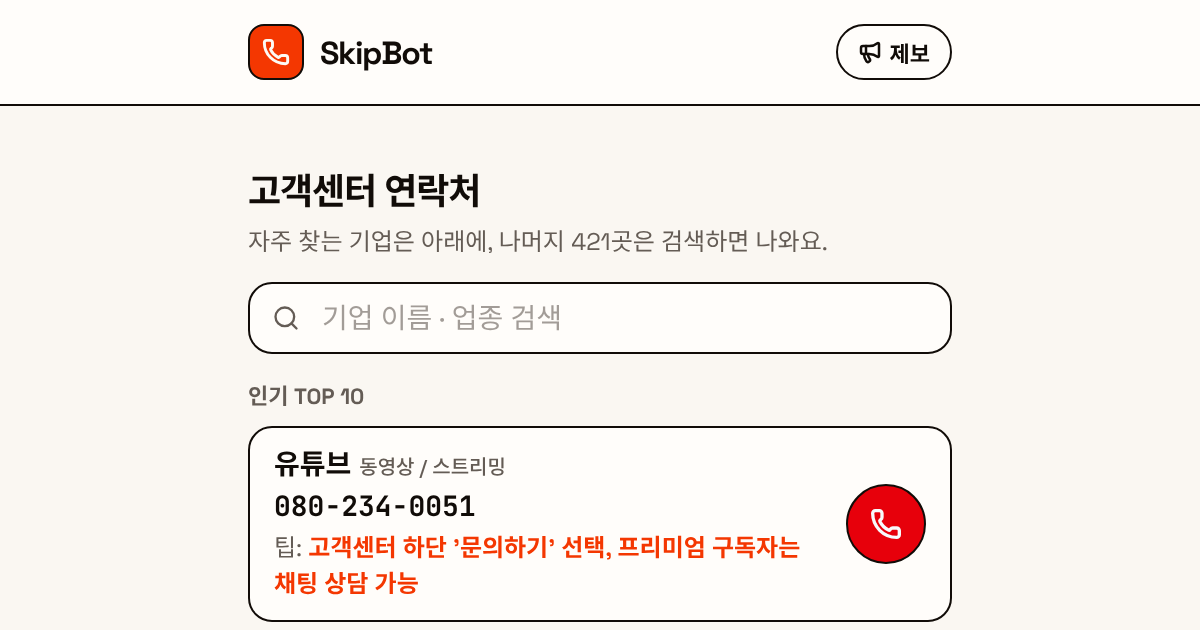 SkipBot
제보
고객센터 연락처
자주 찾는 기업은 아래에, 나머지 421곳은 검색하면 나와요.
기업 이름 · 업종 검색
인기 TOP 10
유튜브 동영상 / 스트리밍
080-234-0051
팁: 고객센터 하단 ’문의하기’ 선택, 프리미엄 구독자는
채팅 상담 가능